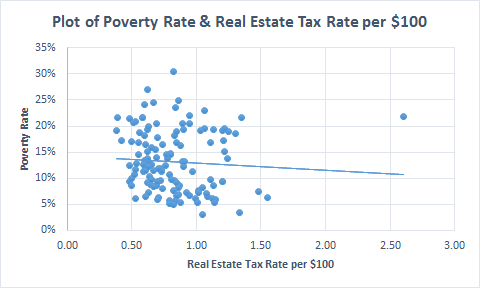 Plot of Poverty Rate & Real Estate Tax Rate per $100
35%
30%
25%
20%
15%
10%
5%
0%
Poverty Rate
0.00 0.50 1.00 1.50 2.00 2.50 3.00
Real Estate Tax Rate per $100